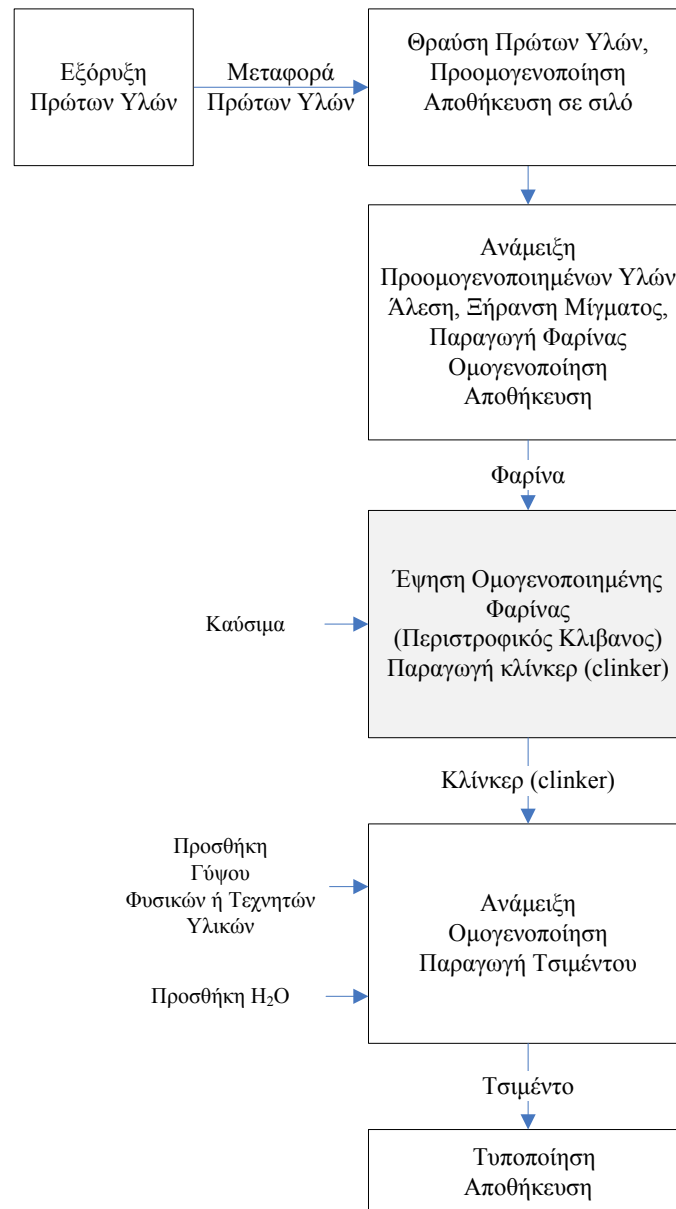 Εξόρυξη
Πρώτων Υλών
Μεταφορά
Πρώτων Υλών
Θραύση Πρώτων Υλών,
Προομογενοποίηση
Αποθήκευση σε σιλό
Ανάμειξη
Προομογενοποιημένων Υλών
Άλεση, Ξήρανση Μίγματος,
Παραγωγή Φαρίνας
Ομογενοποίηση
Αποθήκευση
Φαρίνα
Καύσιμα
Έψηση Ομογενοποιημένης
Φαρίνας
(Περιστροφικός Κλιβανος)
Παραγωγή κλίνκερ (clinker)
Κλίνκερ (clinker)
Προσθήκη
Γύψου
Φυσικών ή Τεχνητών
Υλικών
Προσθήκη H₂O
Ανάμειξη
Ομογενοποίηση
Παραγωγή Τσιμέντου
Τσιμέντο
Τυποποίηση
Αποθήκευση